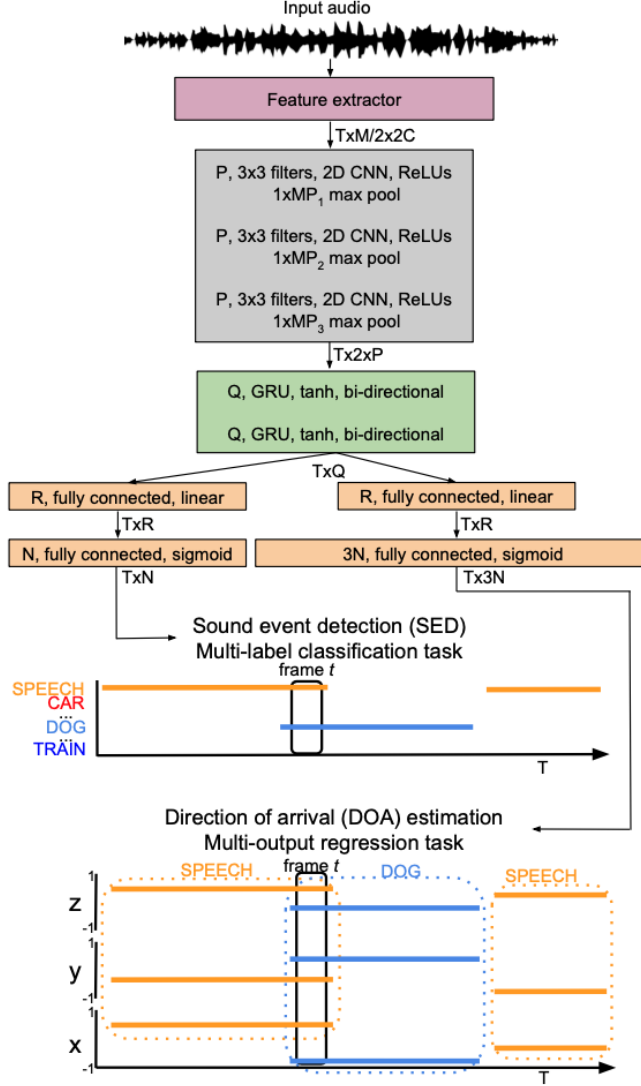 Input audio
Feature extractor
TxM/2x2C
P, 3x3 filters, 2D CNN, ReLUs
1xMP₁ max pool
P, 3x3 filters, 2D CNN, ReLUs
1xMP₂ max pool
P, 3x3 filters, 2D CNN, ReLUs
1xMP₃ max pool
Tx2xP
Q, GRU, tanh, bi-directional
Q, GRU, tanh, bi-directional
TxQ
R, fully connected, linear
R, fully connected, linear
TxR
TxR
N, fully connected, sigmoid
3N, fully connected, sigmoid
TxN
Tx3N
Sound event detection (SED)
Multi-label classification task
frame t
SPEECH
CAR
...
DOG
...
TRAIN
T
Direction of arrival (DOA) estimation
Multi-output regression task
SPEECH
frame t
DOG
SPEECH
1
z
-1
1
y
-1
1
x
-1
T